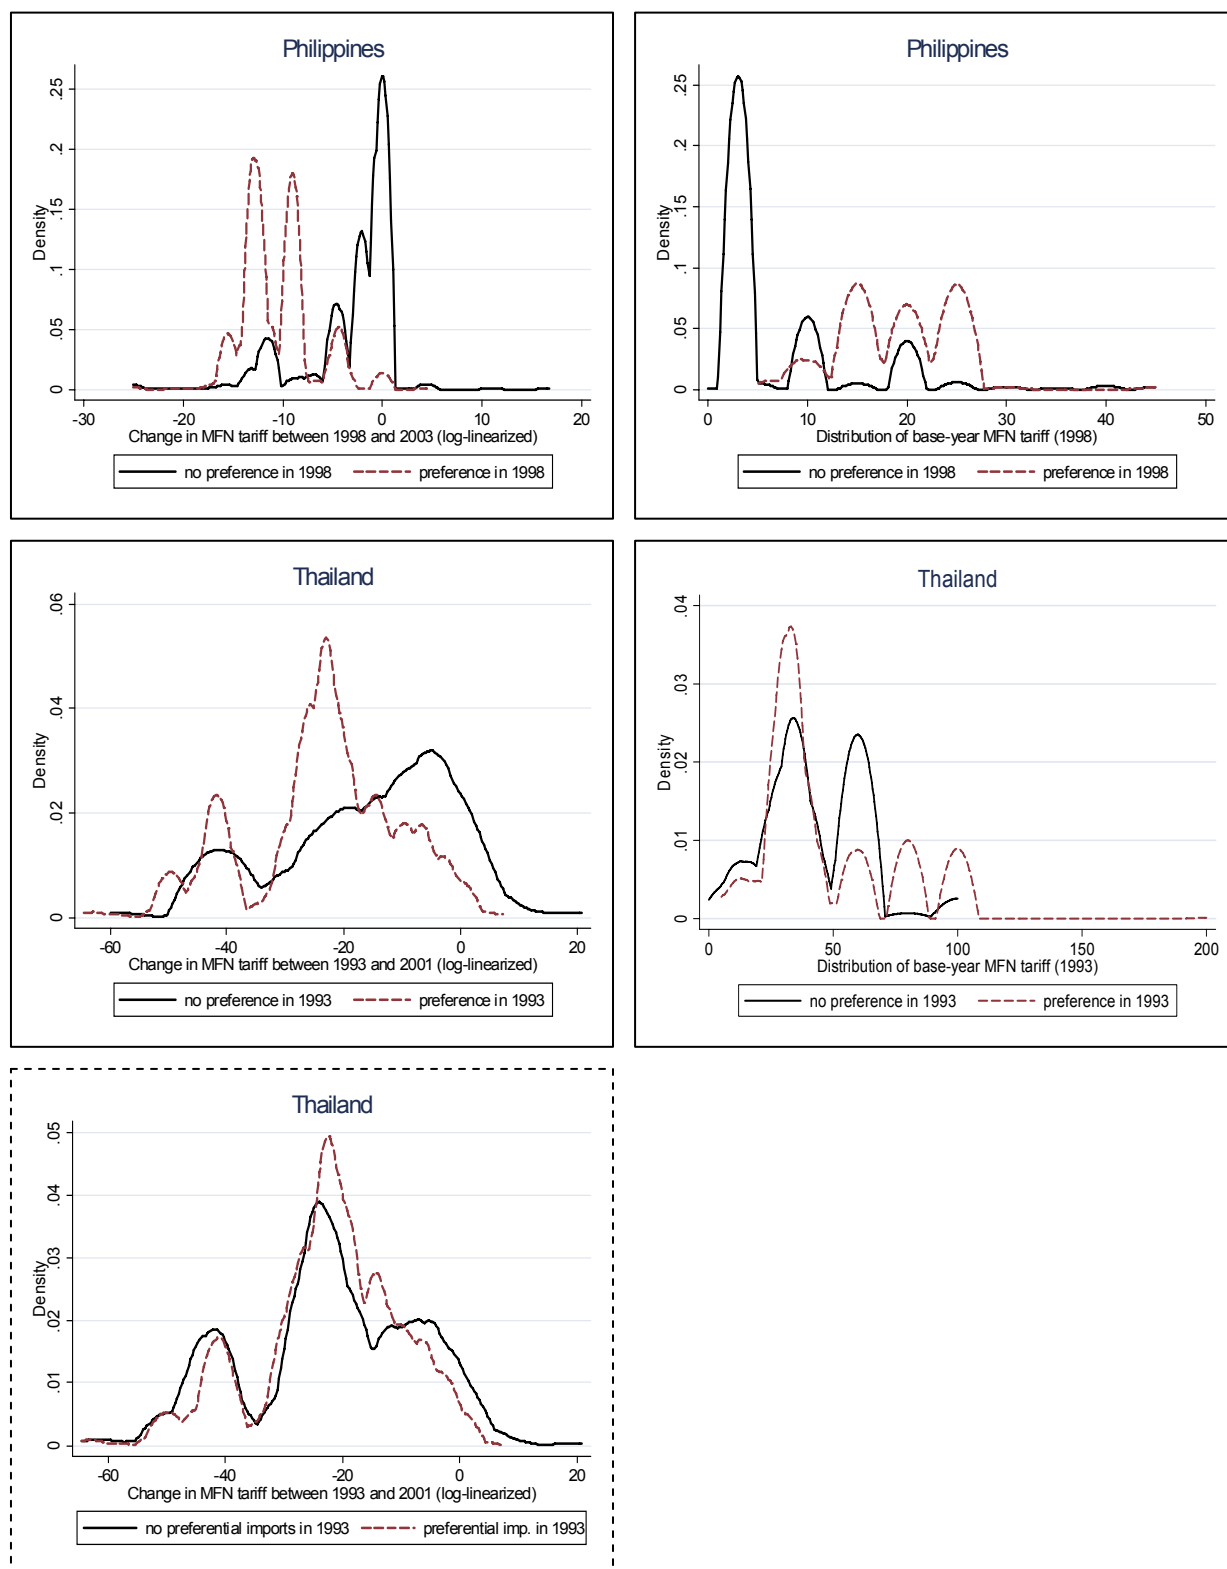 Philippines
Density
.25
.2
.15
.1
.05
0
-30 -20 -10 0 10 20
Change in MFN tariff between 1998 and 2003 (log-linearized)
no preference in 1998 preference in 1998
Philippines
Density
.25
.2
.15
.1
.05
0
0 10 20 30 40 50
Distribution of base-year MFN tariff (1998)
no preference in 1998 preference in 1998
Thailand
Density
.06
.04
.02
0
-60 -40 -20 0 20
Change in MFN tariff between 1993 and 2001 (log-linearized)
no preference in 1993 preference in 1993
Thailand
Density
.04
.03
.02
.01
0
0 50 100 150 200
Distribution of base-year MFN tariff (1993)
no preference in 1993 preference in 1993
Thailand
Density
.05
.04
.03
.02
.01
0
-60 -40 -20 0 20
Change in MFN tariff between 1993 and 2001 (log-linearized)
no preferential imports in 1993 preferential imp. in 1993